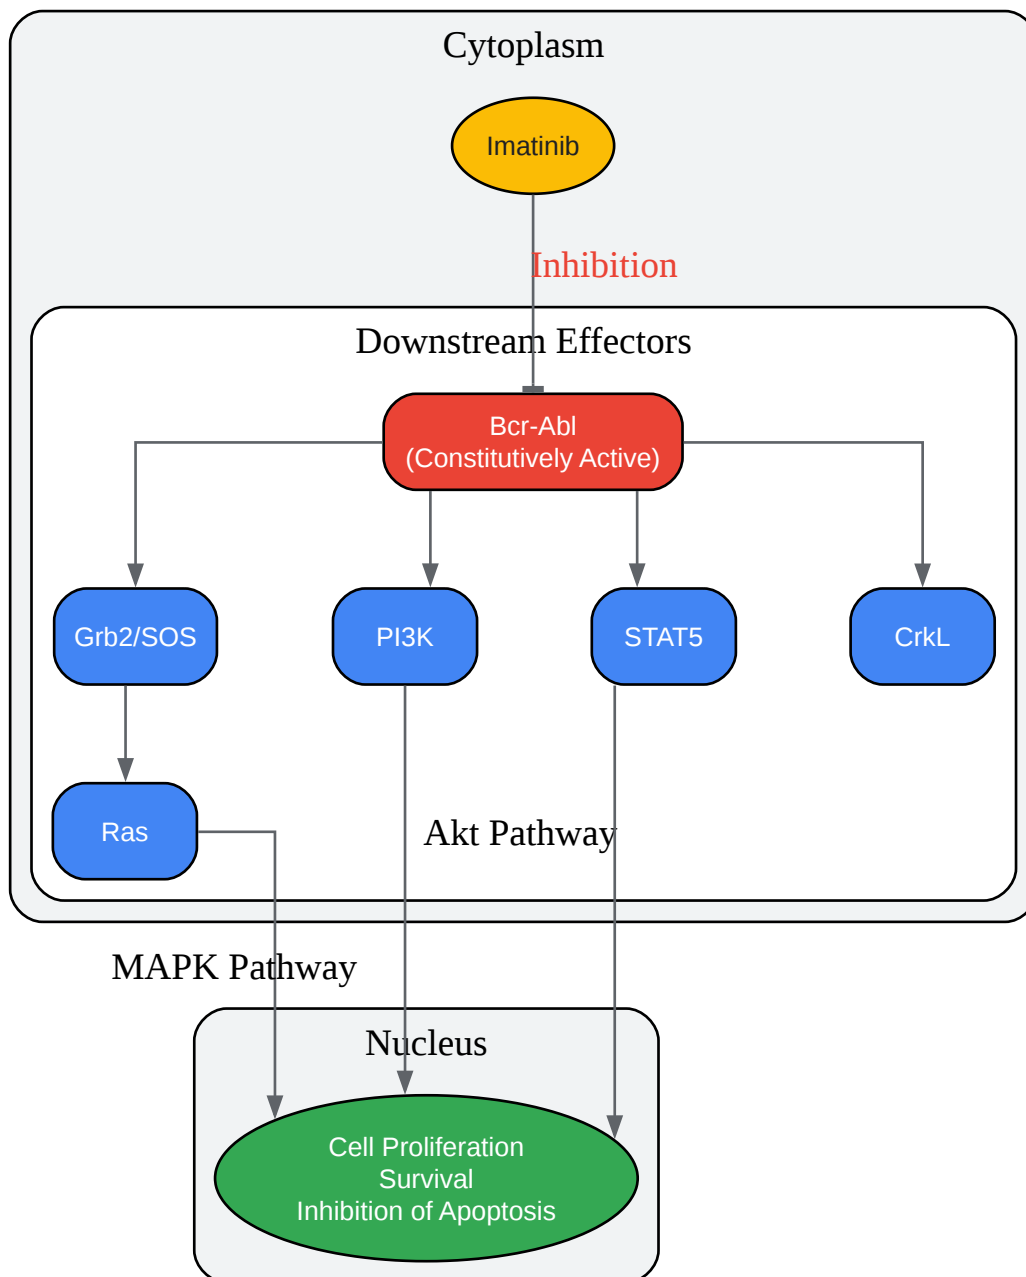 Cytoplasm
Imatinib
Inhibition
Downstream Effectors
Bcr-Abl
(Constitutively Active)
Grb2/SOS
PI3K
STAT5
CrkL
Ras
Akt Pathway
MAPK Pathway
Nucleus
Cell Proliferation
Survival
Inhibition of Apoptosis